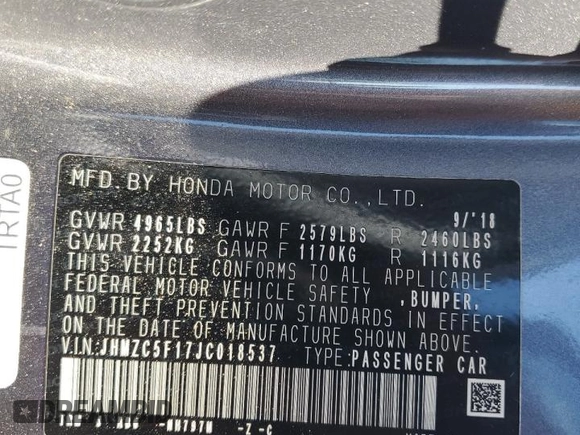 MFD.BY HONDA MOTOR CO.,LTD.
9/'18
GVWR 4965LBS GAWR F 2579LBS R 2460LBS
GVWR 2252KG GAWR F 1170KG R 1116KG
THIS VEHICLE CONFORMS TO ALL APPLICABLE
FEDERAL MOTOR VEHICLE SAFETY ,BUMPER,
AND THEFT PREVENTION STANDARDS IN EFFECT
ON THE DATE OF MANUFACTURE SHOWN ABOVE.
V.I.N:JHMZC5F17JC018537 TYPE:PASSENGER CAR
-Z-C
1RTA0
DREAMBID